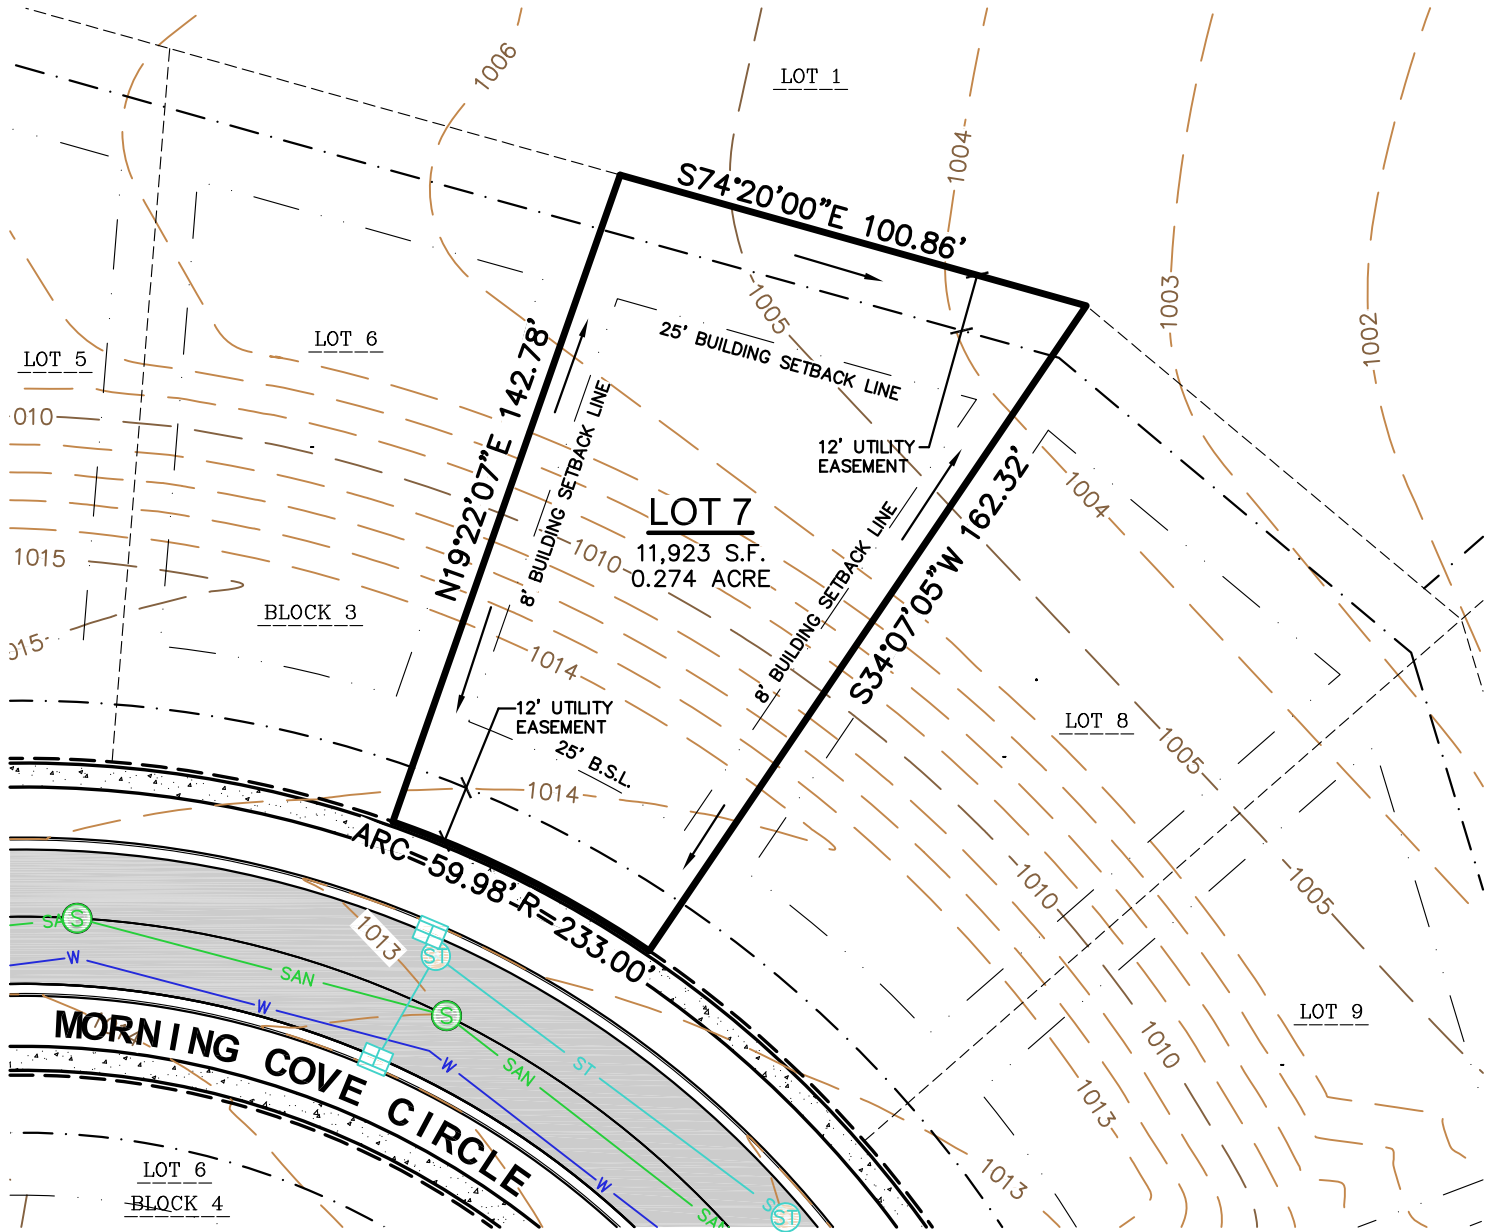 1006
LOT 1
1004
S74°20'00"E 100.86'
1003
1002
1005
25' BUILDING SETBACK LINE
LOT 6
LOT 5
N19°22'07"E 142.78'
8' BUILDING SETBACK LINE
12' UTILITY
EASEMENT
010
LOT 7
11,923 S.F.
0.274 ACRE
1010
8' BUILDING SETBACK LINE
S34°07'05"W 162.32'
1004
1015
BLOCK 3
015
1014
12' UTILITY
EASEMENT
25' B.S.L.
1014
LOT 8
1005
ARC=59.98' R=233.00'
1010
1005
1013
SA
S
SAN
W
W
ST
S
W
SAN
ST
W
SAN
S
ST
MORNING COVE CIRCLE
LOT 9
1010
1013
1013
LOT 6
BLOCK 4